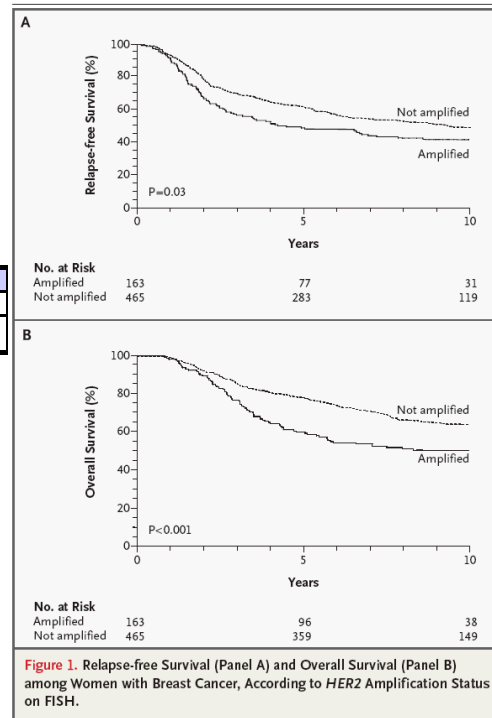 A
100
80
60
40
20
0
Relapse-free Survival (%)
Not amplified
Amplified
P=0.03
0 5 10
Years
No. at Risk
Amplified 163 77 31
Not amplified 465 283 119
B
100
80
60
40
20
0
Overall Survival (%)
Not amplified
Amplified
P<0.001
0 5 10
Years
No. at Risk
Amplified 163 96 38
Not amplified 465 359 149
Figure 1. Relapse-free Survival (Panel A) and Overall Survival (Panel B)
among Women with Breast Cancer, According to HER2 Amplification Status
on FISH.